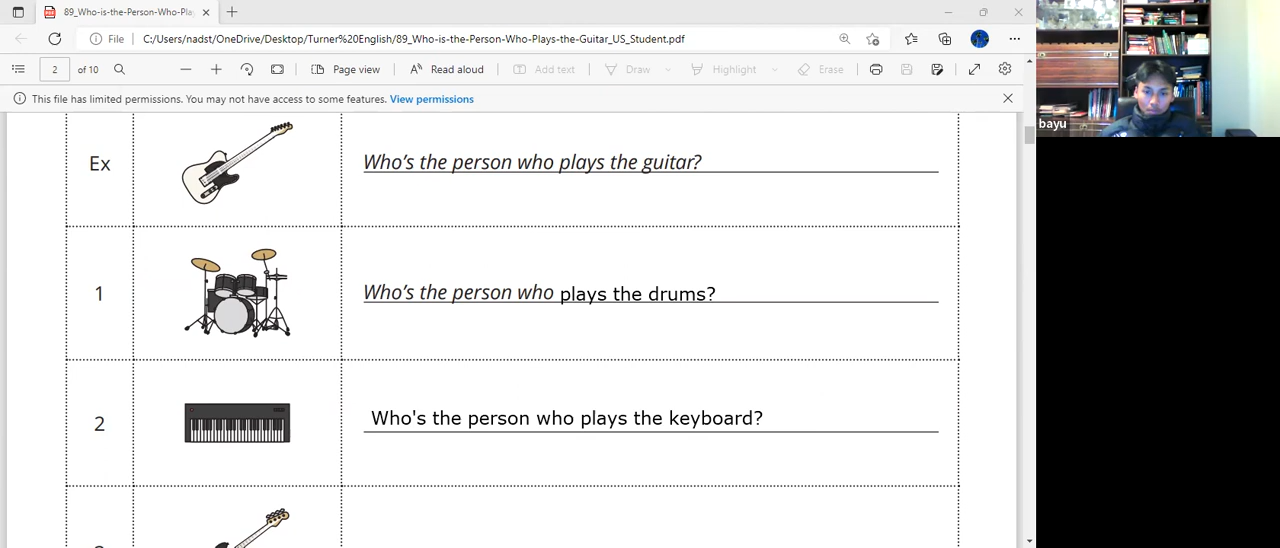 89_Who-is-the-Person-Who-Pla
File C:/Users/nadst/OneDrive/Desktop/Turner%20English/89_Who-is-the-Person-Who-Plays-the-Guitar_US_Student.pdf
2 of 10 Page view Read aloud Add text Draw Highlight Erase
This file has limited permissions. You may not have access to some features. View permissions
bayu
Ex Who's the person who plays the guitar?
1 Who's the person who plays the drums?
2 Who's the person who plays the keyboard?